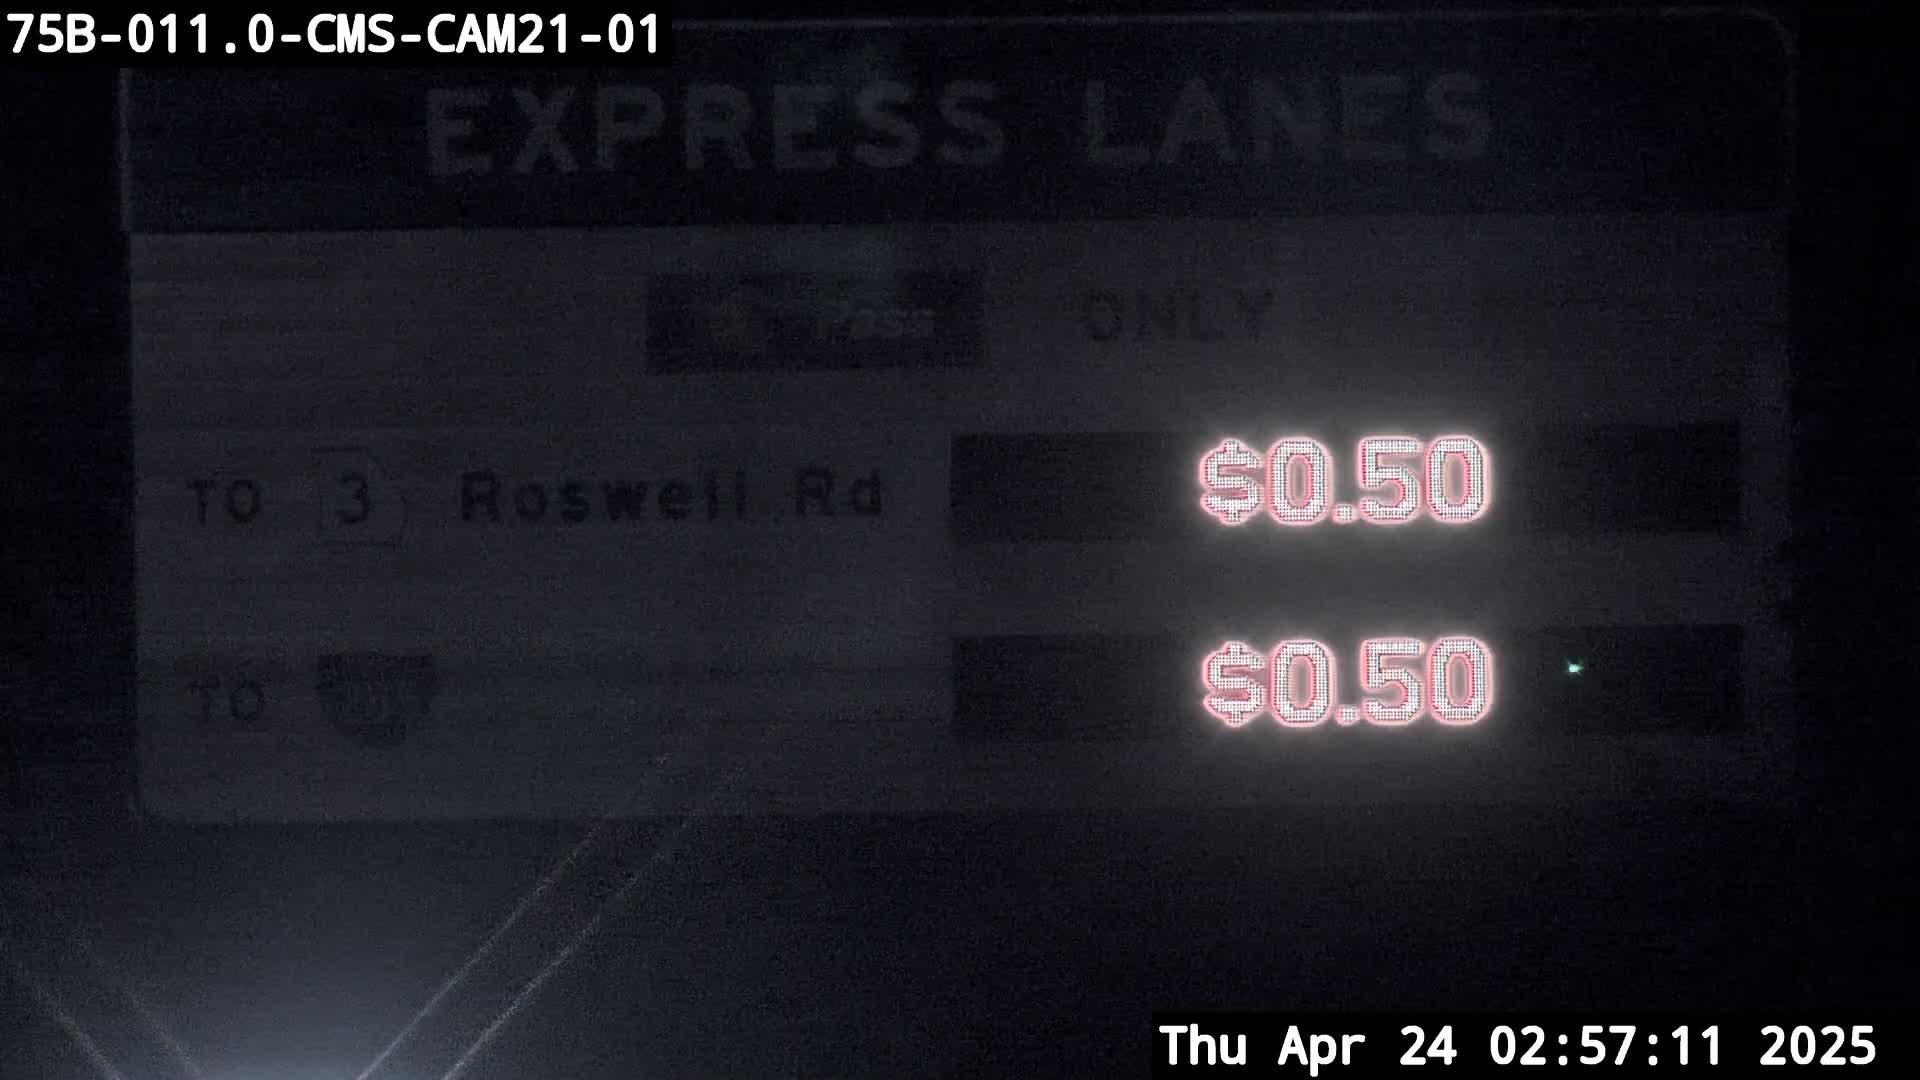 75B-011.0-CMS-CAM21-01
EXPRESS LANES
Pass ONLY
TO 3 Roswell Rd $0.50
TO $0.50
Thu Apr 24 02:57:11 2025